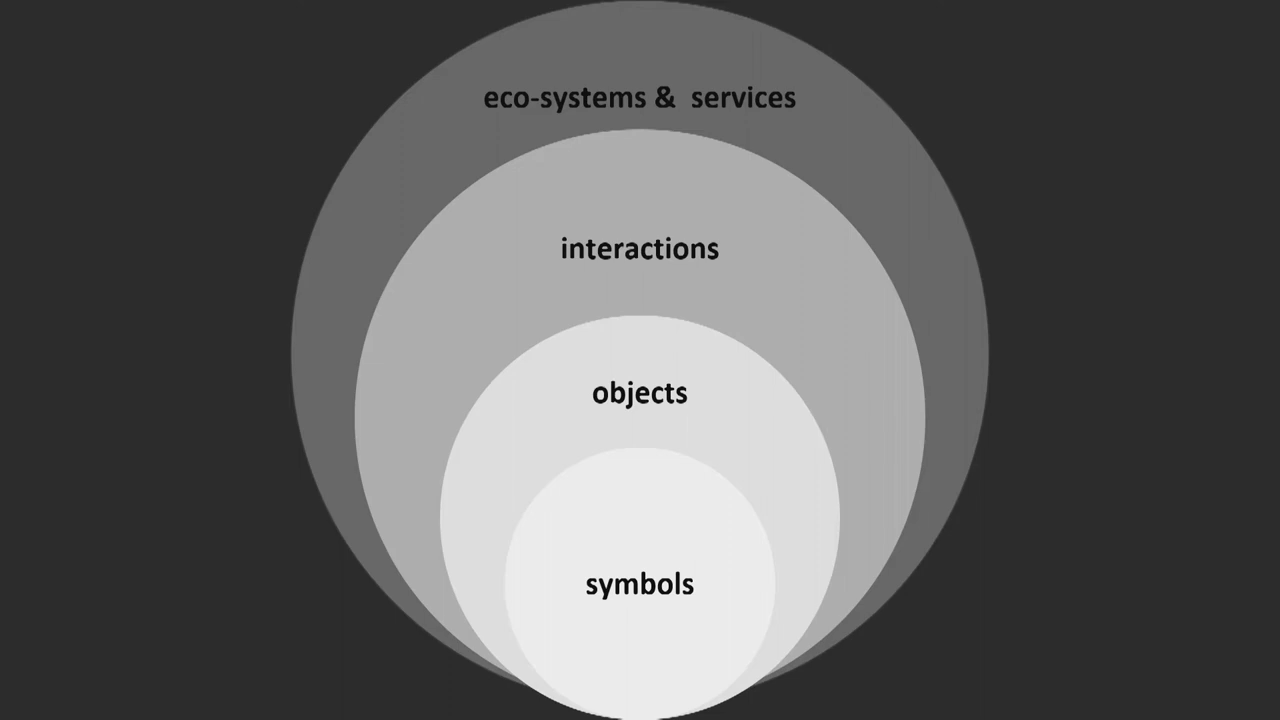 eco-systems & services
interactions
objects
symbols